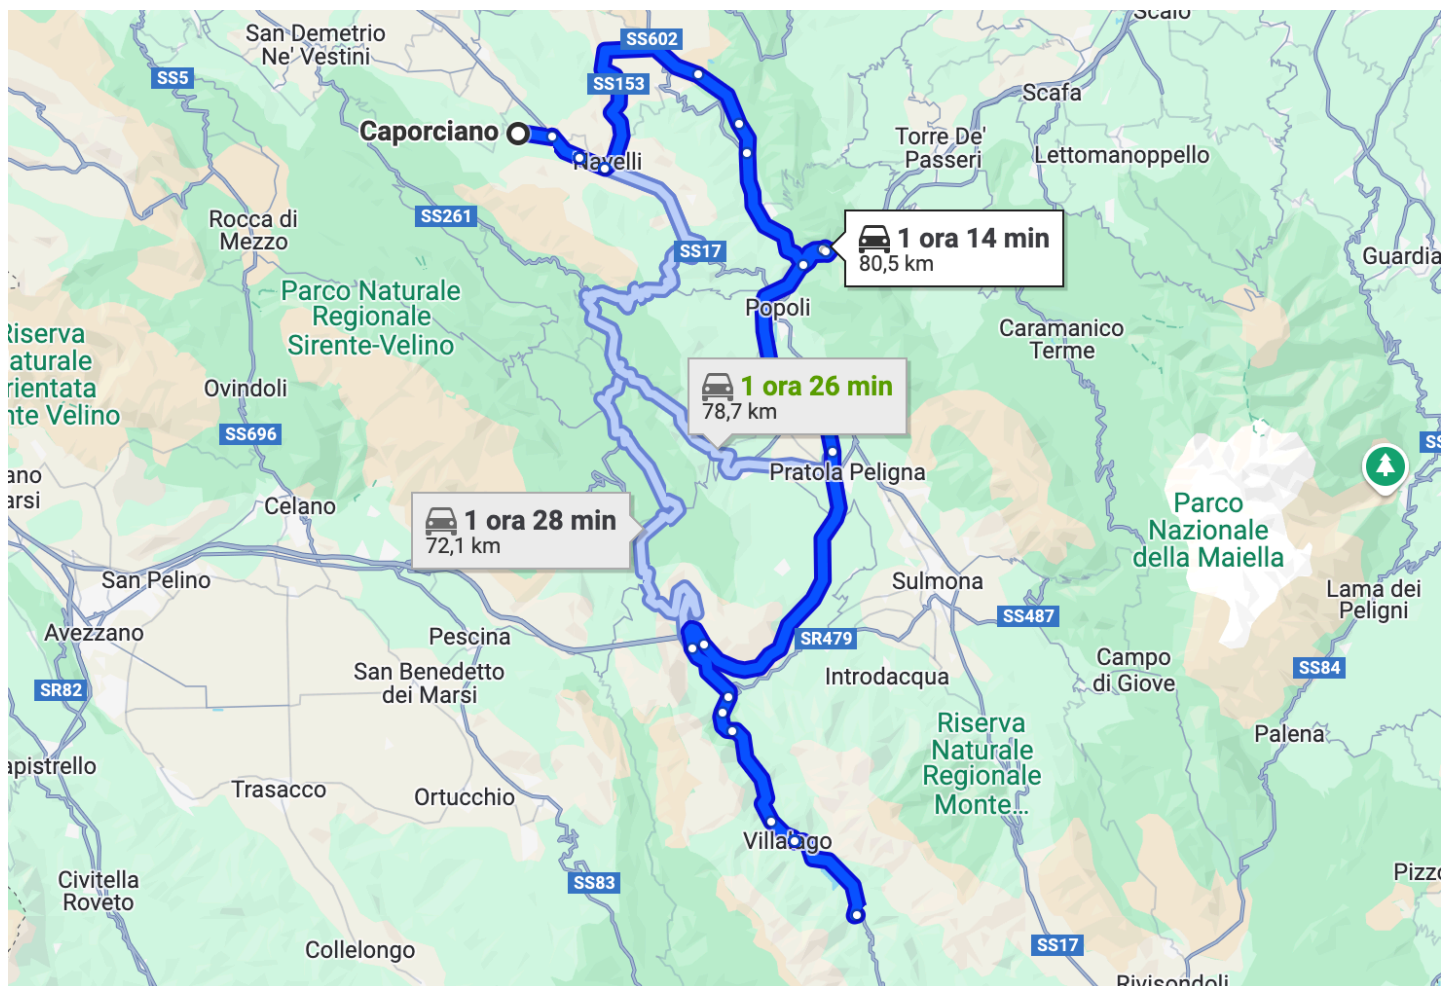 Scafo
San Demetrio
Ne' Vestini
SS602
SS5
SS153
Scafa
Caporciano
Torre De'
Passeri
Lettomanoppello
Navelli
Rocca di
Mezzo
SS261
SS17
1 ora 14 min
80,5 km
Guardia
Parco Naturale
Regionale
Sirente-Velino
Popoli
Riserva
aturale
rientata
nte Velino
Caramanico
Terme
Ovindoli
1 ora 26 min
78,7 km
SS696
SS
ano
arsi
Pratola Peligna
Celano
1 ora 28 min
72,1 km
Parco
Nazionale
della Maiella
San Pelino
Sulmona
Lama dei
Peligni
SS487
Avezzano
Pescina
SR479
San Benedetto
dei Marsi
Introdacqua
Campo
di Giove
SS84
SR82
Riserva
Naturale
Regionale
Monte...
Palena
apistrello
Trasacco
Ortucchio
Villalago
Civitella
Roveto
SS83
Pizzo
Collelongo
SS17
Rivisondoli